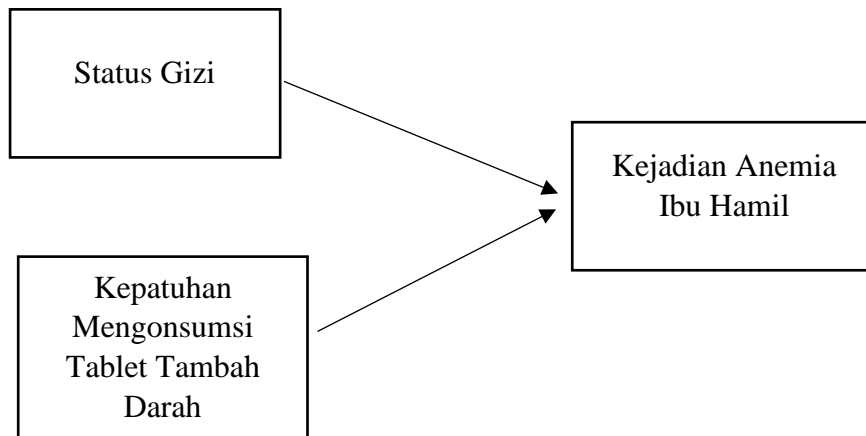 Status Gizi
Kejadian Anemia
Ibu Hamil
Kepatuhan
Mengonsumsi
Tablet Tambah
Darah